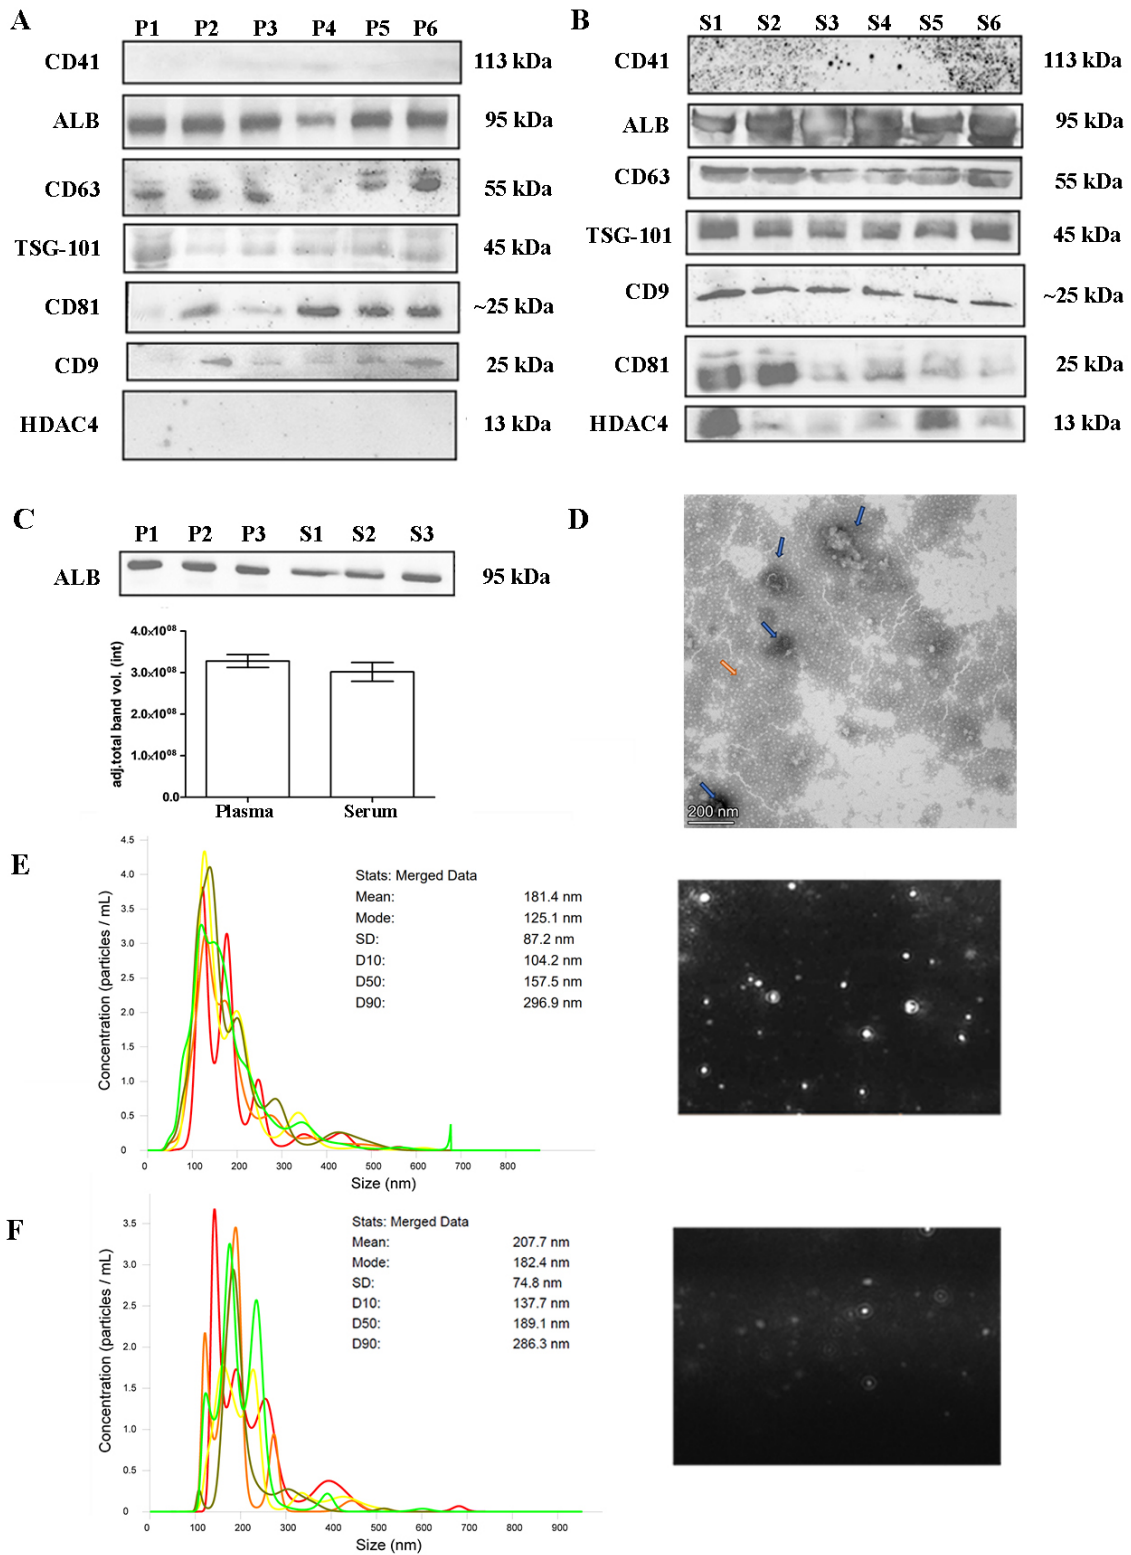 A
P1 P2 P3 P4 P5 P6
CD41 113 kDa
ALB 95 kDa
CD63 55 kDa
TSG-101 45 kDa
CD81 ~25 kDa
CD9 25 kDa
HDAC4 13 kDa
B
S1 S2 S3 S4 S5 S6
CD41 113 kDa
ALB 95 kDa
CD63 55 kDa
TSG-101 45 kDa
CD9 ~25 kDa
CD81 25 kDa
HDAC4 13 kDa
C
P1 P2 P3 S1 S2 S3
ALB 95 kDa
adj.total band vol. (int)
4.0×10⁰⁸
3.0×10⁰⁸
2.0×10⁰⁸
1.0×10⁰⁸
0.0
Plasma Serum
D
200 nm
E
Concentration (particles / mL)
4.5
4.0
3.5
3.0
2.5
2.0
1.5
1.0
0.5
0
0 100 200 300 400 500 600 700 800
Size (nm)
Stats: Merged Data
Mean: 181.4 nm
Mode: 125.1 nm
SD: 87.2 nm
D10: 104.2 nm
D50: 157.5 nm
D90: 296.9 nm
F
Concentration (particles / mL)
3.5
3.0
2.5
2.0
1.5
1.0
0.5
0
0 100 200 300 400 500 600 700 800 900
Size (nm)
Stats: Merged Data
Mean: 207.7 nm
Mode: 182.4 nm
SD: 74.8 nm
D10: 137.7 nm
D50: 189.1 nm
D90: 286.3 nm